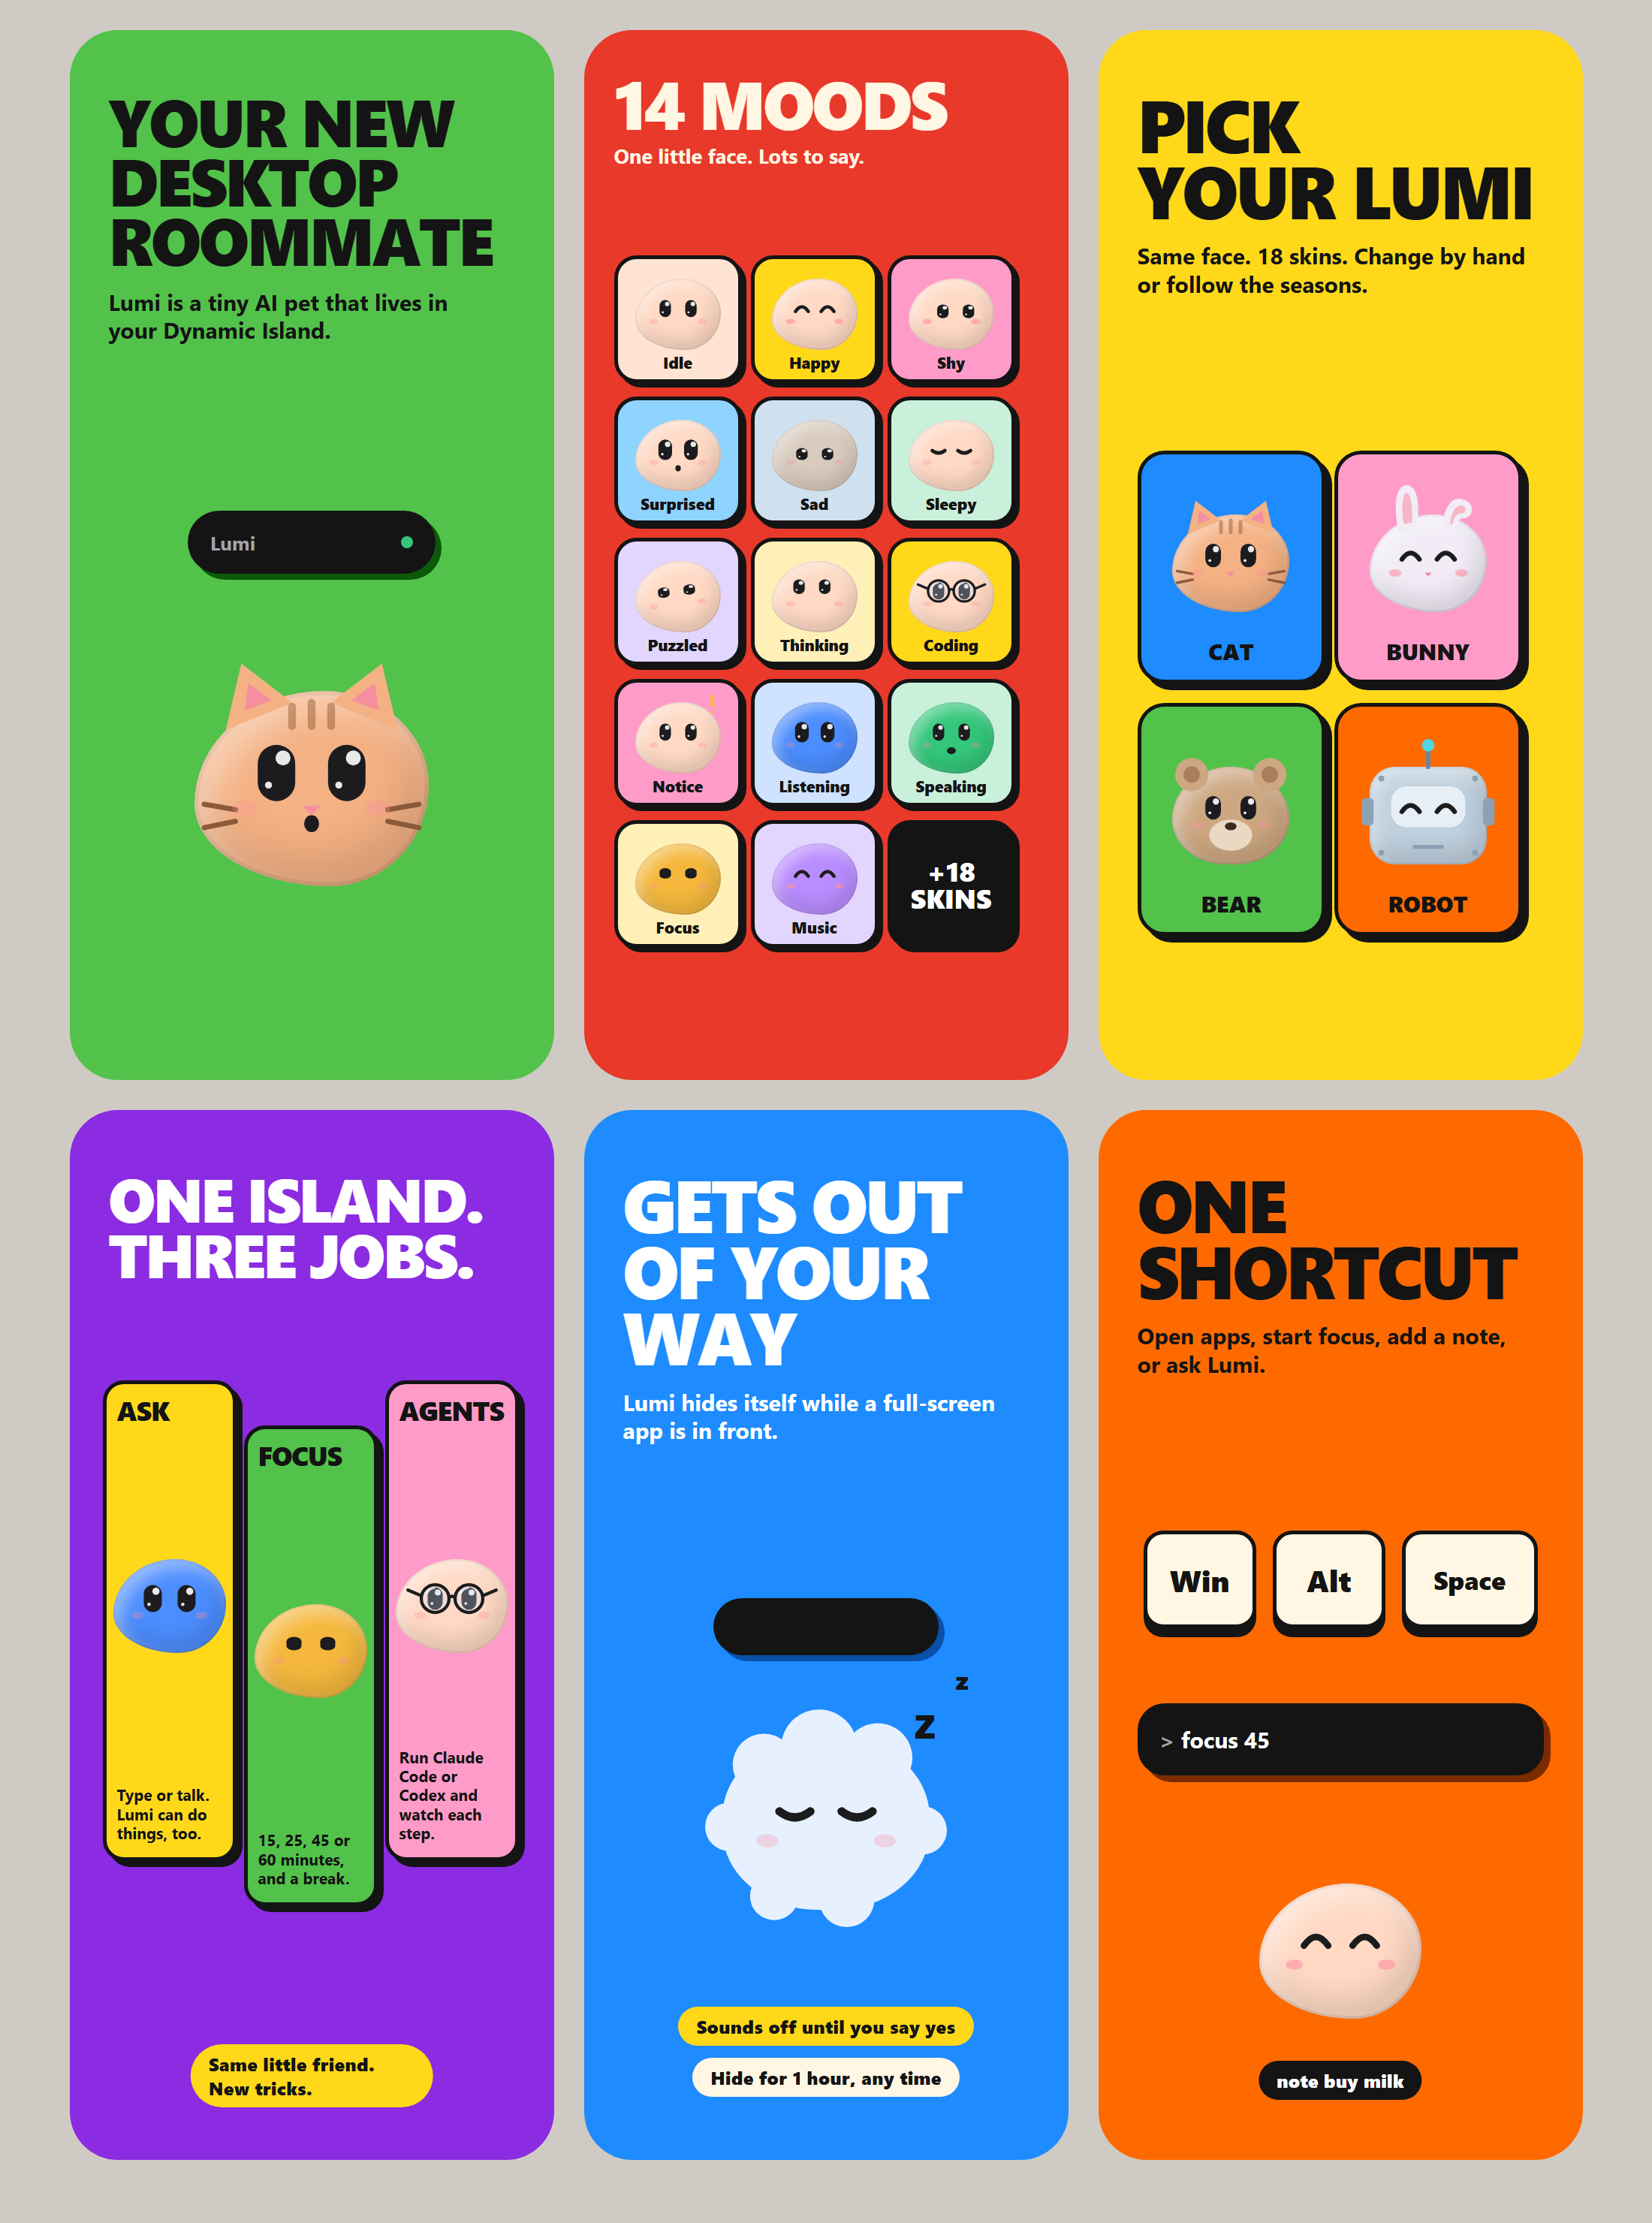 YOUR NEW
DESKTOP
ROOMMATE
Lumi is a tiny AI pet that lives in
your Dynamic Island.
Lumi
14 MOODS
One little face. Lots to say.
Idle
Happy
Shy
Surprised
Sad
Sleepy
Puzzled
Thinking
Coding
Notice
Listening
Speaking
Focus
Music
+18
SKINS
PICK
YOUR LUMI
Same face. 18 skins. Change by hand
or follow the seasons.
CAT
BUNNY
BEAR
ROBOT
ONE ISLAND.
THREE JOBS.
ASK
Type or talk.
Lumi can do
things, too.
FOCUS
15, 25, 45 or
60 minutes,
and a break.
AGENTS
Run Claude
Code or
Codex and
watch each
step.
Same little friend.
New tricks.
GETS OUT
OF YOUR
WAY
Lumi hides itself while a full-screen
app is in front.
z
z
Sounds off until you say yes
Hide for 1 hour, any time
ONE
SHORTCUT
Open apps, start focus, add a note,
or ask Lumi.
Win
Alt
Space
> focus 45
note buy milk